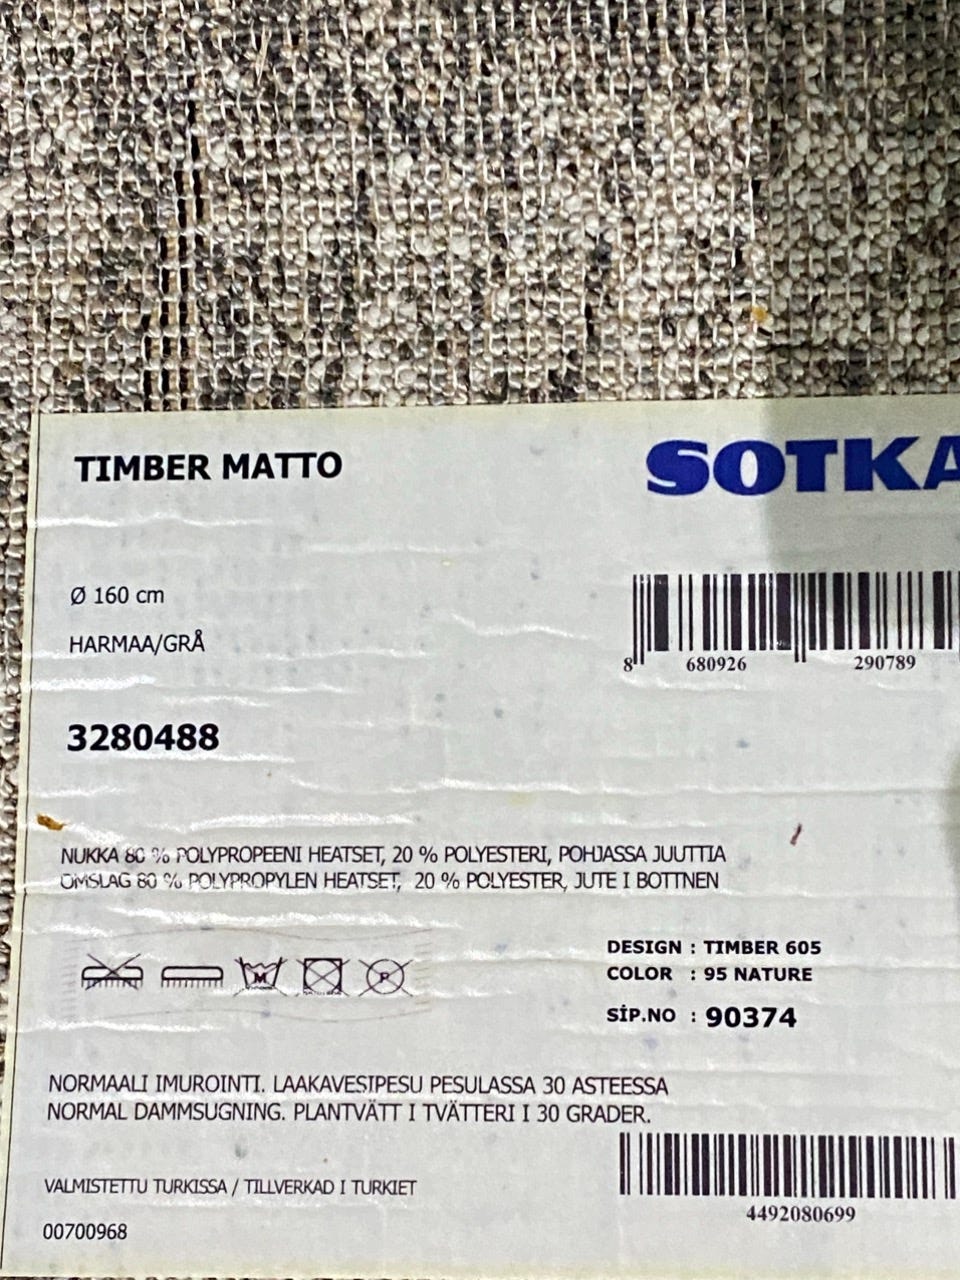 TIMBER MATTO
SOTKA
Ø 160 cm
HARMAA/GRÅ
8 680926 290789
3280488
NUKKA 80 % POLYPROPEENI HEATSET, 20 % POLYESTERI, POHJASSA JUUTTIA
OMSLAG 80 % POLYPROPYLEN HEATSET, 20 % POLYESTER, JUTE I BOTTNEN
M P
DESIGN : TIMBER 605
COLOR : 95 NATURE
SİP.NO : 90374
NORMAALI IMUROINTI. LAAKAVESIPESU PESULASSA 30 ASTEESSA
NORMAL DAMMSUGNING. PLANTVÄTT I TVÄTTERI I 30 GRADER.
4492080699
VALMISTETTU TURKISSA / TILLVERKAD I TURKIET
00700968